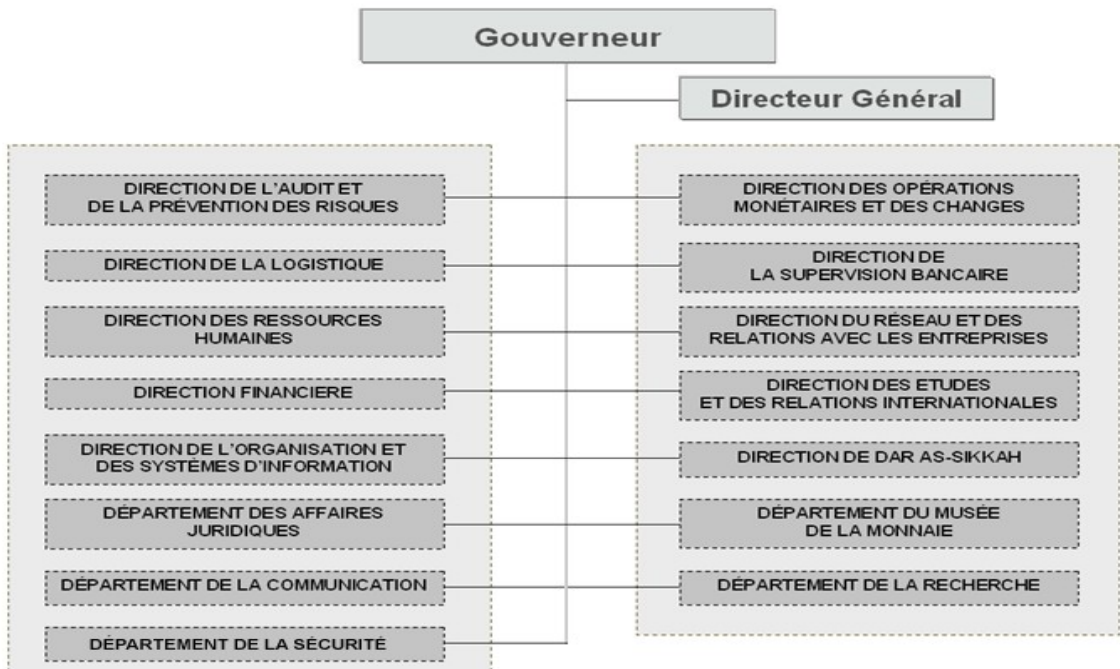 Gouverneur
Directeur Général
DIRECTION DE L'AUDIT ET
DE LA PRÉVENTION DES RISQUES
DIRECTION DE LA LOGISTIQUE
DIRECTION DES RESSOURCES
HUMAINES
DIRECTION FINANCIERE
DIRECTION DE L'ORGANISATION ET
DES SYSTÈMES D'INFORMATION
DÉPARTEMENT DES AFFAIRES
JURIDIQUES
DÉPARTEMENT DE LA COMMUNICATION
DÉPARTEMENT DE LA SÉCURITÉ
DIRECTION DES OPÉRATIONS
MONÉTAIRES ET DES CHANGES
DIRECTION DE
LA SUPERVISION BANCAIRE
DIRECTION DU RÉSEAU ET DES
RELATIONS AVEC LES ENTREPRISES
DIRECTION DES ETUDES
ET DES RELATIONS INTERNATIONALES
DIRECTION DE DAR AS-SIKKAH
DÉPARTEMENT DU MUSÉE
DE LA MONNAIE
DÉPARTEMENT DE LA RECHERCHE